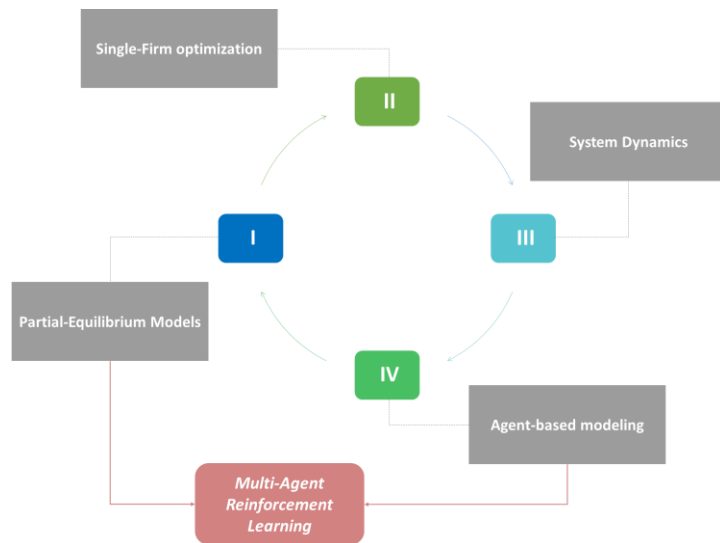 Single-Firm optimization
II
System Dynamics
I
III
Partial-Equilibrium Models
IV
Agent-based modeling
Multi-Agent
Reinforcement
Learning